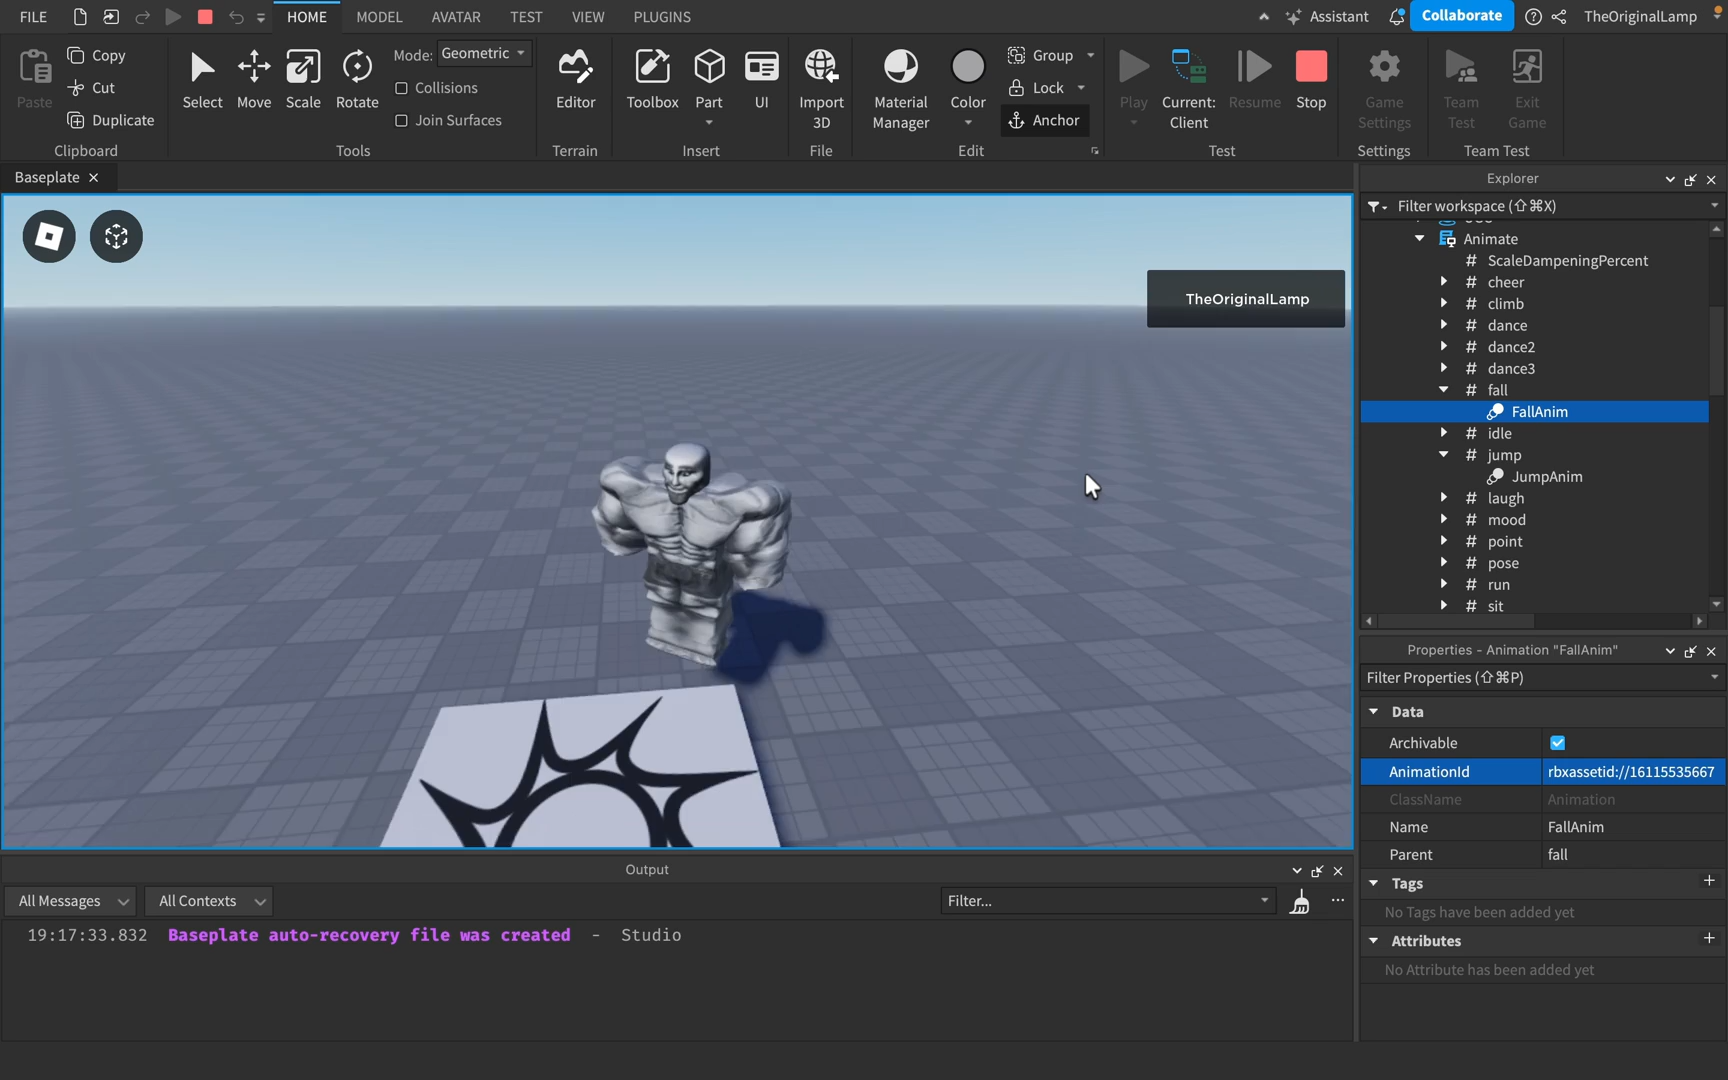 FILE
HOME
MODEL
AVATAR
TEST
VIEW
PLUGINS
Assistant
Collaborate
TheOriginalLamp
Paste
Copy
Cut
Duplicate
Clipboard
Select
Move
Scale
Rotate
Mode: Geometric
Collisions
Join Surfaces
Tools
Editor
Terrain
Toolbox
Part
UI
Insert
Import
3D
File
Material
Manager
Color
Group
Lock
Anchor
Edit
Play
Current:
Client
Resume
Stop
Test
Game
Settings
Settings
Team
Test
Exit
Game
Team Test
Baseplate
TheOriginalLamp
Explorer
Filter workspace (⇧⌘X)
Animate
# ScaleDampeningPercent
# cheer
# climb
# dance
# dance2
# dance3
# fall
FallAnim
# idle
# jump
JumpAnim
# laugh
# mood
# point
# pose
# run
# sit
Properties - Animation "FallAnim"
Filter Properties (⇧⌘P)
Data
Archivable
AnimationId rbxassetid://16115535667
ClassName Animation
Name FallAnim
Parent fall
Tags
No Tags have been added yet
Attributes
No Attribute has been added yet
Output
All Messages
All Contexts
Filter...
19:17:33.832 Baseplate auto-recovery file was created - Studio